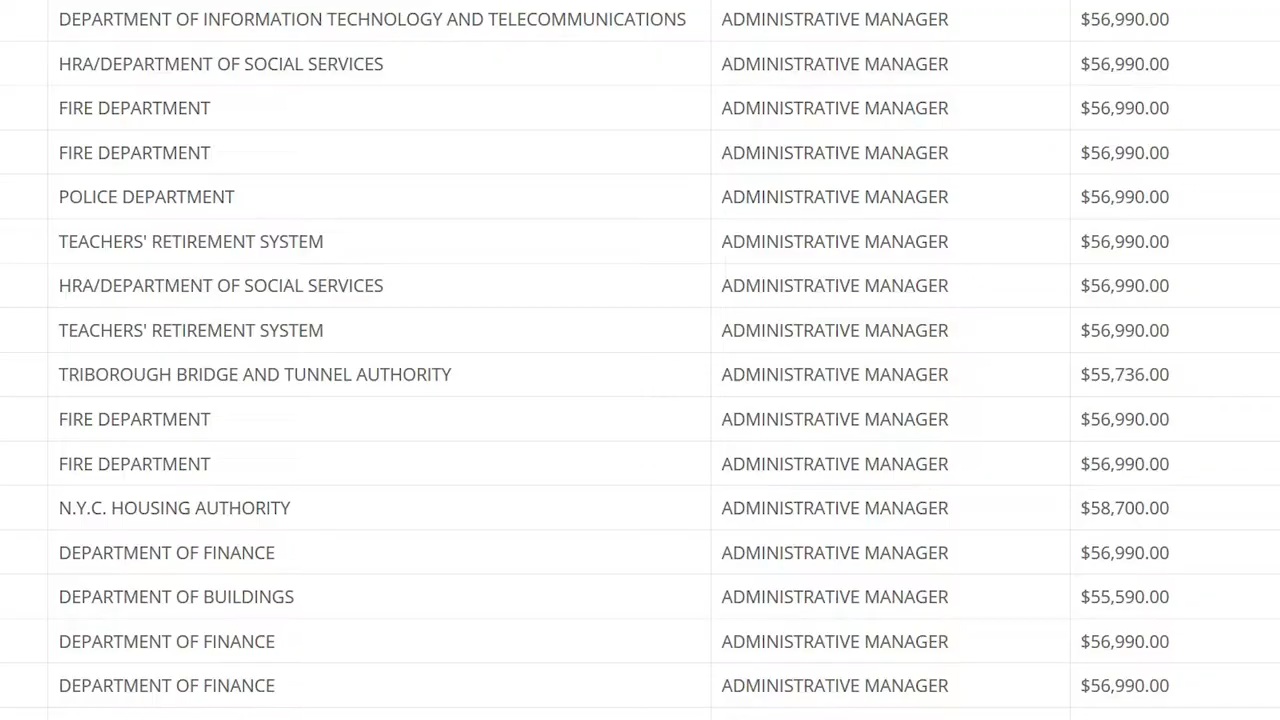 DEPARTMENT OF INFORMATION TECHNOLOGY AND TELECOMMUNICATIONS ADMINISTRATIVE MANAGER $56,990.00
HRA/DEPARTMENT OF SOCIAL SERVICES ADMINISTRATIVE MANAGER $56,990.00
FIRE DEPARTMENT ADMINISTRATIVE MANAGER $56,990.00
FIRE DEPARTMENT ADMINISTRATIVE MANAGER $56,990.00
POLICE DEPARTMENT ADMINISTRATIVE MANAGER $56,990.00
TEACHERS' RETIREMENT SYSTEM ADMINISTRATIVE MANAGER $56,990.00
HRA/DEPARTMENT OF SOCIAL SERVICES ADMINISTRATIVE MANAGER $56,990.00
TEACHERS' RETIREMENT SYSTEM ADMINISTRATIVE MANAGER $56,990.00
TRIBOROUGH BRIDGE AND TUNNEL AUTHORITY ADMINISTRATIVE MANAGER $55,736.00
FIRE DEPARTMENT ADMINISTRATIVE MANAGER $56,990.00
FIRE DEPARTMENT ADMINISTRATIVE MANAGER $56,990.00
N.Y.C. HOUSING AUTHORITY ADMINISTRATIVE MANAGER $58,700.00
DEPARTMENT OF FINANCE ADMINISTRATIVE MANAGER $56,990.00
DEPARTMENT OF BUILDINGS ADMINISTRATIVE MANAGER $55,590.00
DEPARTMENT OF FINANCE ADMINISTRATIVE MANAGER $56,990.00
DEPARTMENT OF FINANCE ADMINISTRATIVE MANAGER $56,990.00